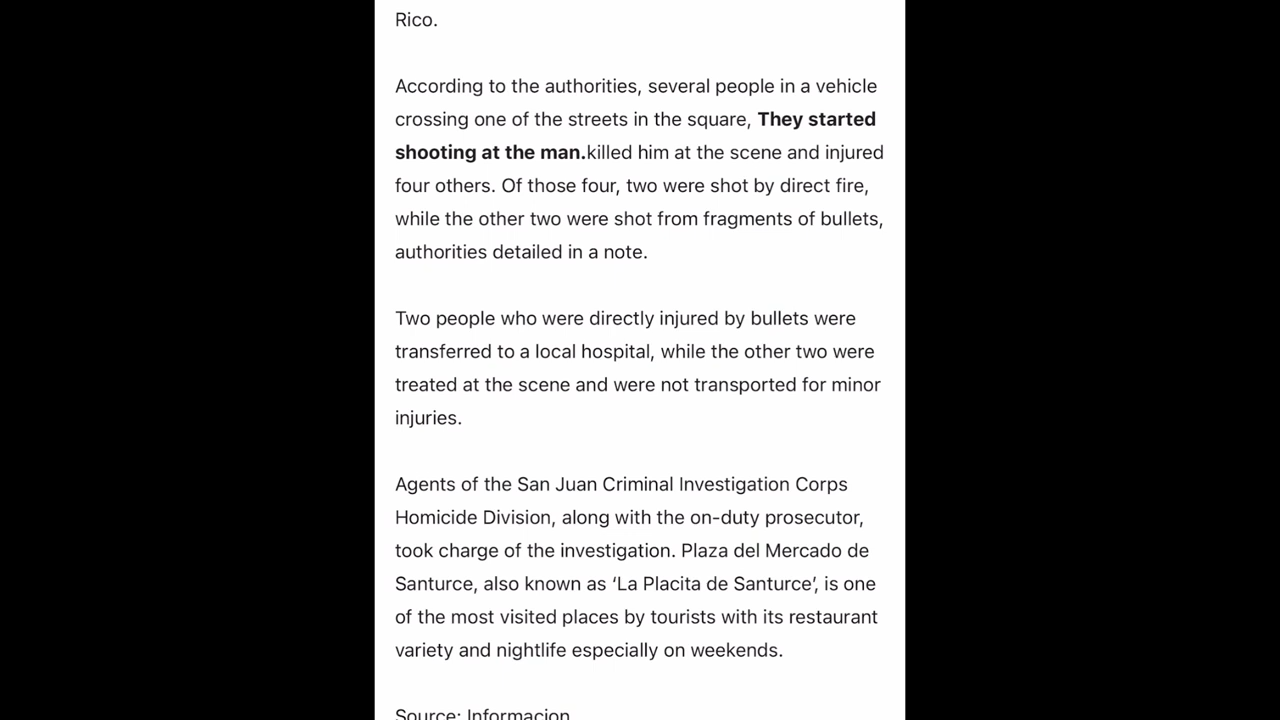 Rico.
According to the authorities, several people in a vehicle
crossing one of the streets in the square, They started
shooting at the man.killed him at the scene and injured
four others. Of those four, two were shot by direct fire,
while the other two were shot from fragments of bullets,
authorities detailed in a note.
Two people who were directly injured by bullets were
transferred to a local hospital, while the other two were
treated at the scene and were not transported for minor
injuries.
Agents of the San Juan Criminal Investigation Corps
Homicide Division, along with the on-duty prosecutor,
took charge of the investigation. Plaza del Mercado de
Santurce, also known as ‘La Placita de Santurce’, is one
of the most visited places by tourists with its restaurant
variety and nightlife especially on weekends.
Source: Informacion